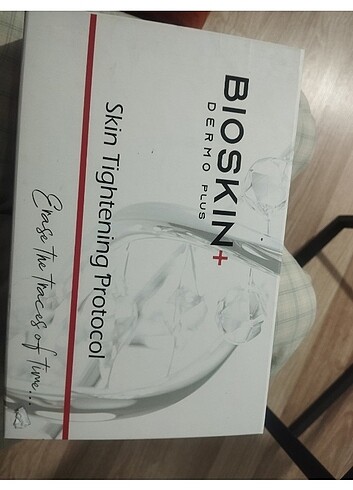 BIOSKIN+
DERMO PLUS
Skin Tightening Protocol
Erase the traces of time...